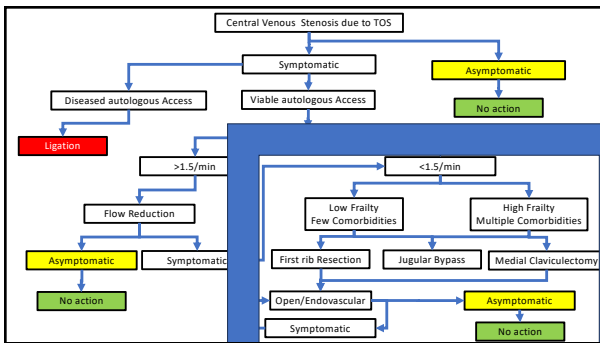 Central Venous Stenosis due to TOS
Symptomatic
Asymptomatic
Diseased autologous Access
Viable autologous Access
No action
Ligation
>1.5/min
<1.5/min
Flow Reduction
Low Frailty
Few Comorbidities
High Frailty
Multiple Comorbidities
Asymptomatic
Symptomatic
First rib Resection
Jugular Bypass
Medial Claviculectomy
No action
Open/Endovascular
Asymptomatic
Symptomatic
No action